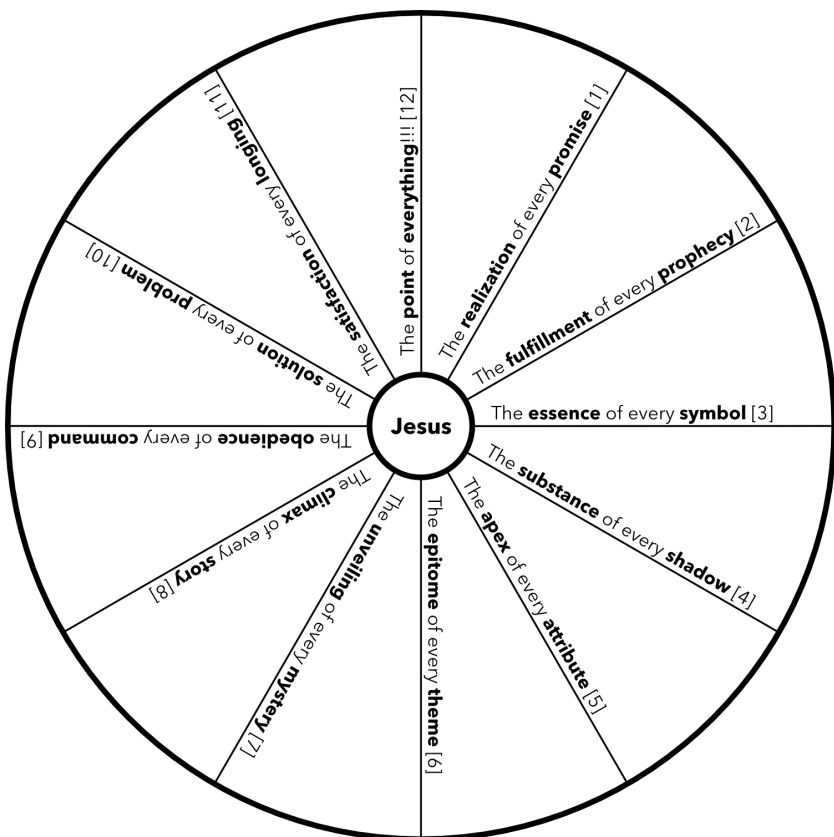 Jesus
The realization of every promise [1]
The fulfillment of every prophecy [2]
The essence of every symbol [3]
The substance of every shadow [4]
The apex of every attribute [5]
The epitome of every theme [6]
The unveiling of every mystery [7]
The climax of every story [8]
The obedience of every command [9]
The solution of every problem [10]
The satisfaction of every longing [11]
The point of everything!!! [12]